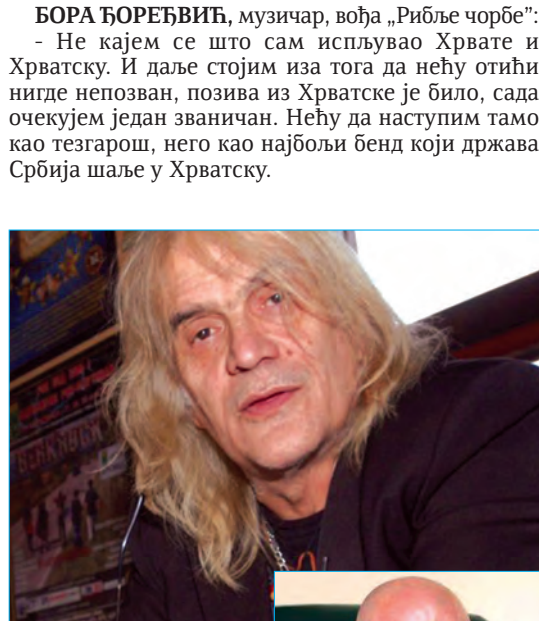 БОРА ЂОРЕЂВИЋ, музичар, вођа „Рибље чорбе”:
- Не кајем се што сам испљувао Хрвате и
Хрватску. И даље стојим иза тога да нећу отићи
нигде непозван, позива из Хрватске је било, сада
очекујем један званичан. Нећу да наступим тамо
као тезгарош, него као најбољи бенд који држава
Србија шаље у Хрватску.